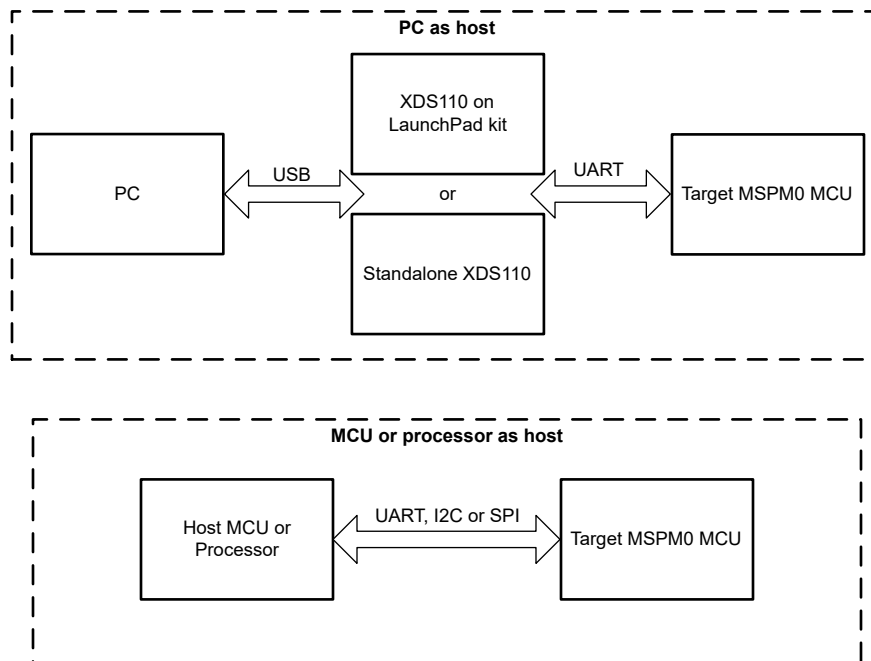 PC as host
XDS110 on
LaunchPad kit
PC
USB
or
UART
Target MSPM0 MCU
Standalone XDS110
MCU or processor as host
Host MCU or
Processor
UART, I2C or SPI
Target MSPM0 MCU